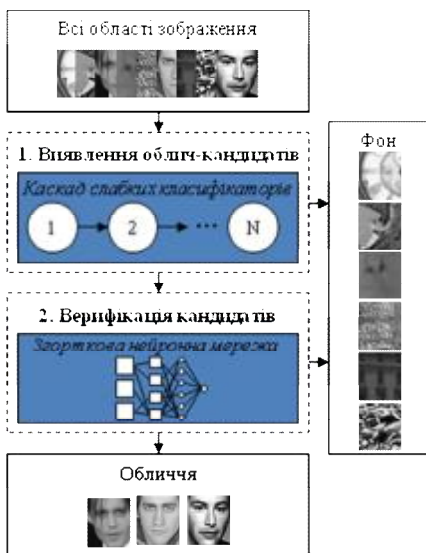 Всі області зображення
1. Виявлення облич-кандидатів
Каскад слабких класифікаторів
1 2 ... N
2. Верифікація кандидатів
Згорткова нейронна мережа
Обличчя
Фон